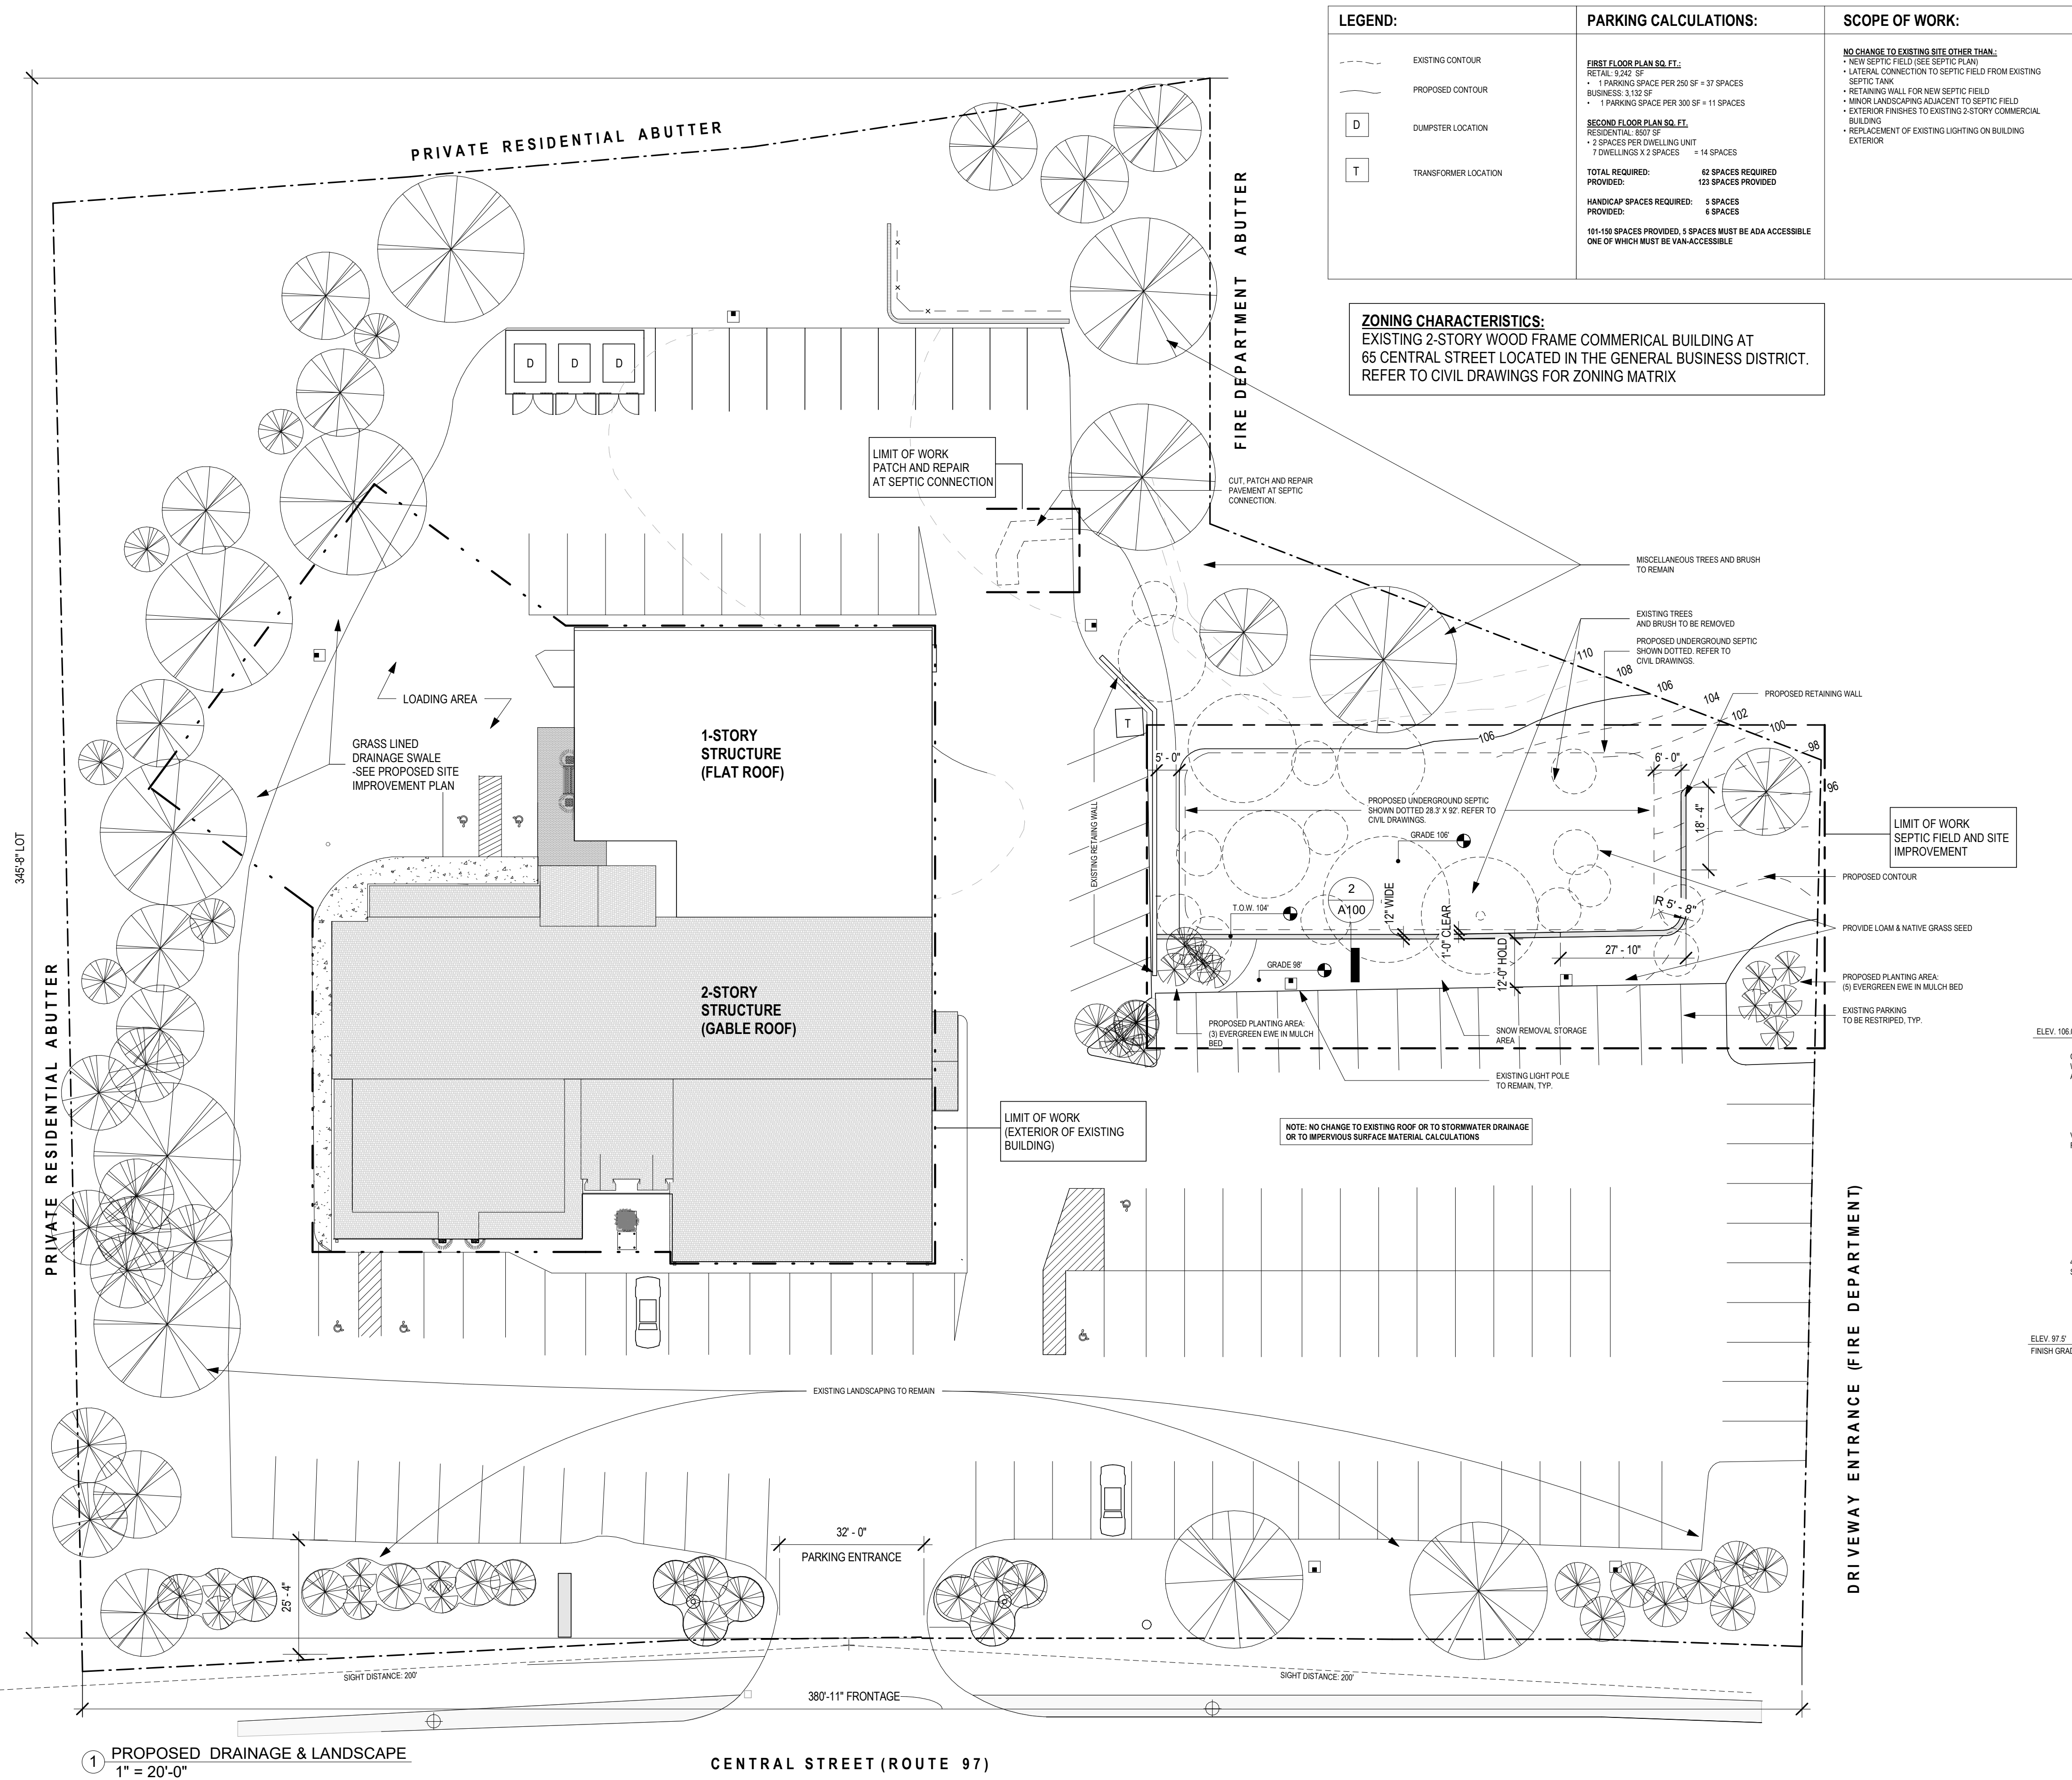 LEGEND:
EXISTING CONTOUR
PROPOSED CONTOUR
D
DUMPSTER LOCATION
T
TRANSFORMER LOCATION
PARKING CALCULATIONS:
FIRST FLOOR PLAN SQ. FT.:
RETAIL: 9,242 SF
• 1 PARKING SPACE PER 250 SF = 37 SPACES
BUSINESS: 3,132 SF
• 1 PARKING SPACE PER 300 SF = 11 SPACES
SECOND FLOOR PLAN SQ. FT.
RESIDENTIAL: 8507 SF
• 2 SPACES PER DWELLING UNIT
7 DWELLINGS X 2 SPACES = 14 SPACES
TOTAL REQUIRED: 62 SPACES REQUIRED
PROVIDED: 123 SPACES PROVIDED
HANDICAP SPACES REQUIRED: 5 SPACES
PROVIDED: 6 SPACES
101-150 SPACES PROVIDED, 5 SPACES MUST BE ADA ACCESSIBLE
ONE OF WHICH MUST BE VAN-ACCESSIBLE
SCOPE OF WORK:
NO CHANGE TO EXISTING SITE OTHER THAN.:
• NEW SEPTIC FIELD (SEE SEPTIC PLAN)
• LATERAL CONNECTION TO SEPTIC FIELD FROM EXISTING
SEPTIC TANK
• RETAINING WALL FOR NEW SEPTIC FIEILD
• MINOR LANDSCAPING ADJACENT TO SEPTIC FIELD
• EXTERIOR FINISHES TO EXISTING 2-STORY COMMERCIAL
BUILDING
• REPLACEMENT OF EXISTING LIGHTING ON BUILDING
EXTERIOR
ZONING CHARACTERISTICS:
EXISTING 2-STORY WOOD FRAME COMMERICAL BUILDING AT
65 CENTRAL STREET LOCATED IN THE GENERAL BUSINESS DISTRICT.
REFER TO CIVIL DRAWINGS FOR ZONING MATRIX
PRIVATE RESIDENTIAL ABUTTER
FIRE DEPARTMENT ABUTTER
D D D
LIMIT OF WORK
PATCH AND REPAIR
AT SEPTIC CONNECTION
CUT, PATCH AND REPAIR
PAVEMENT AT SEPTIC
CONNECTION.
MISCELLANEOUS TREES AND BRUSH
TO REMAIN
EXISTING TREES
AND BRUSH TO BE REMOVED
PROPOSED UNDERGROUND SEPTIC
SHOWN DOTTED. REFER TO
CIVIL DRAWINGS.
110
108
106
104
102
100
98
96
PROPOSED RETAINING WALL
LOADING AREA
GRASS LINED
DRAINAGE SWALE
-SEE PROPOSED SITE
IMPROVEMENT PLAN
1-STORY
STRUCTURE
(FLAT ROOF)
T
5' - 0"
106
6' - 0"
18' - 4"
EXISTING RETAIING WALL
PROPOSED UNDERGROUND SEPTIC
SHOWN DOTTED 28.3' X 92'. REFER TO
CIVIL DRAWINGS.
GRADE 106'
LIMIT OF WORK
SEPTIC FIELD AND SITE
IMPROVEMENT
345'-8" LOT
PROPOSED CONTOUR
2
A100
12" WIDE
T.O.W. 104'
R 5' - 8"
1'-0" CLEAR
PROVIDE LOAM & NATIVE GRASS SEED
12'-0" HOLD
27' - 10"
GRADE 98'
PROPOSED PLANTING AREA:
(5) EVERGREEN EWE IN MULCH BED
2-STORY
STRUCTURE
(GABLE ROOF)
PROPOSED PLANTING AREA:
(3) EVERGREEN EWE IN MULCH
BED
SNOW REMOVAL STORAGE
AREA
EXISTING PARKING
TO BE RESTRIPED, TYP.
EXISTING LIGHT POLE
TO REMAIN, TYP.
PRIVATE RESIDENTIAL ABUTTER
LIMIT OF WORK
(EXTERIOR OF EXISTING
BUILDING)
NOTE: NO CHANGE TO EXISTING ROOF OR TO STORMWATER DRAINAGE
OR TO IMPERVIOUS SURFACE MATERIAL CALCULATIONS
DRIVEWAY ENTRANCE (FIRE DEPARTMENT)
ELEV. 97.5'
EXISTING LANDSCAPING TO REMAIN
32' - 0"
PARKING ENTRANCE
25' - 4"
SIGHT DISTANCE: 200'
SIGHT DISTANCE: 200'
380'-11" FRONTAGE
1 PROPOSED DRAINAGE & LANDSCAPE
1" = 20'-0"
CENTRAL STREET (ROUTE 97)